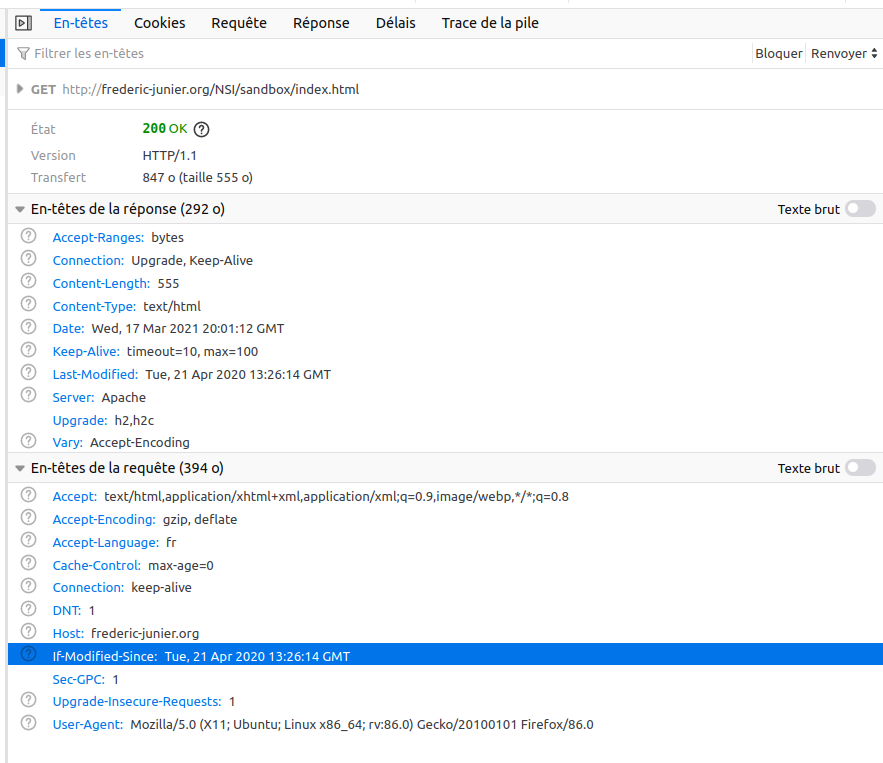 En-têtes Cookies Requête Réponse Délais Trace de la pile
Filtrer les en-têtes Bloquer Renvoyer
GET http://frederic-junier.org/NSI/sandbox/index.html
État 200 OK ?
Version HTTP/1.1
Transfert 847 o (taille 555 o)
En-têtes de la réponse (292 o) Texte brut
? Accept-Ranges: bytes
? Connection: Upgrade, Keep-Alive
? Content-Length: 555
? Content-Type: text/html
? Date: Wed, 17 Mar 2021 20:01:12 GMT
? Keep-Alive: timeout=10, max=100
? Last-Modified: Tue, 21 Apr 2020 13:26:14 GMT
? Server: Apache
Upgrade: h2,h2c
? Vary: Accept-Encoding
En-têtes de la requête (394 o) Texte brut
? Accept: text/html,application/xhtml+xml,application/xml;q=0.9,image/webp,*/*;q=0.8
? Accept-Encoding: gzip, deflate
? Accept-Language: fr
? Cache-Control: max-age=0
? Connection: keep-alive
? DNT: 1
? Host: frederic-junier.org
? If-Modified-Since: Tue, 21 Apr 2020 13:26:14 GMT
Sec-GPC: 1
? Upgrade-Insecure-Requests: 1
? User-Agent: Mozilla/5.0 (X11; Ubuntu; Linux x86_64; rv:86.0) Gecko/20100101 Firefox/86.0